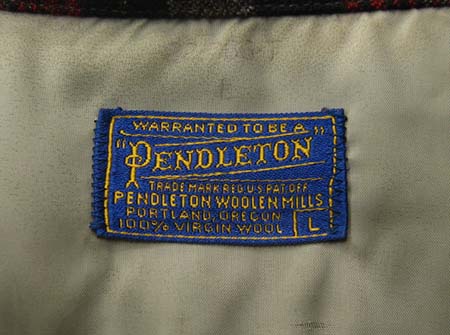 WARRANTED TO BE A
"PENDLETON"
TRADE MARK REG. U.S. PAT. OFF.
PENDLETON WOOLEN MILLS
PORTLAND, OREGON
100% VIRGIN WOOL L